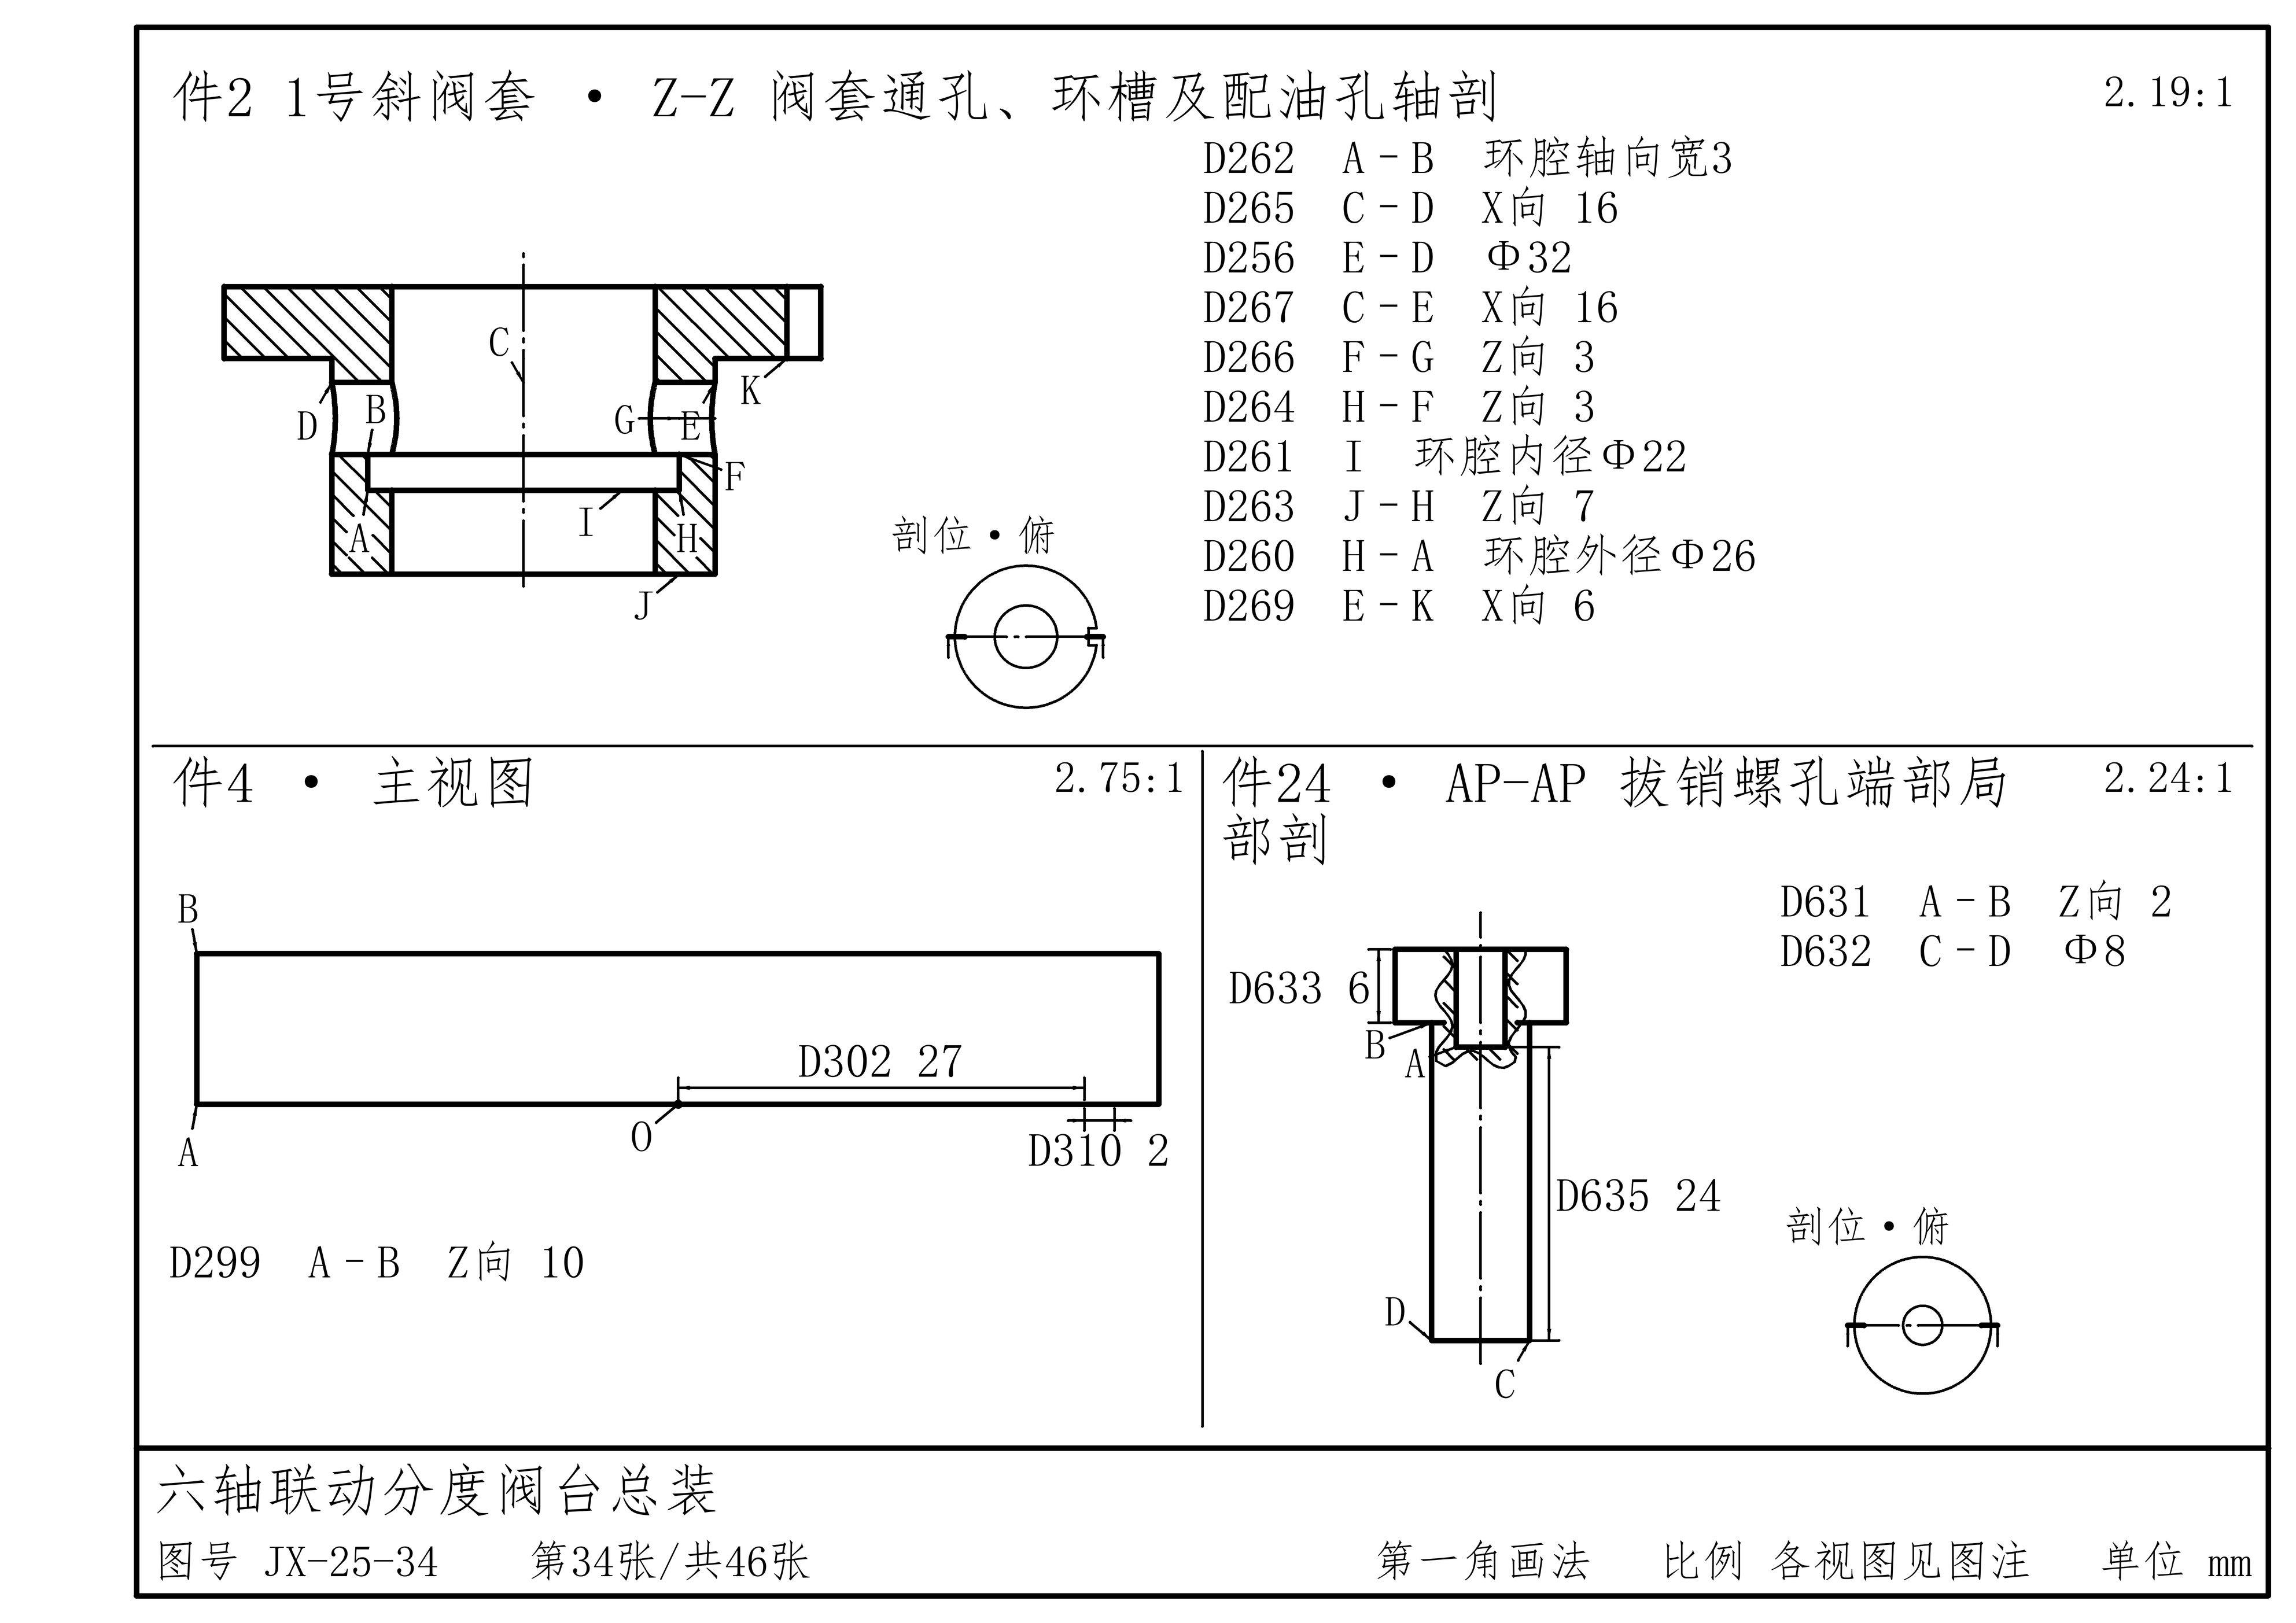 件2 1号斜阀套 · Z-Z 阀套通孔、环槽及配油孔轴剖 2.19:1
D262 A-B 环腔轴向宽3
D265 C-D X向 16
D256 E-D Φ32
D267 C-E X向 16
D266 F-G Z向 3
D264 H-F Z向 3
D261 I 环腔内径Φ22
D263 J-H Z向 7
D260 H-A 环腔外径Φ26
D269 E-K X向 6
C
K
D
B
G
E
F
A
I
H
J
剖位·俯
件4 · 主视图 2.75:1
B
D302 27
O
A
D310 2
D299 A-B Z向 10
件24 · AP-AP 拔销螺孔端部局 2.24:1
部剖
D631 A-B Z向 2
D632 C-D Φ8
D633 6
B
A
D635 24
D
C
剖位·俯
六轴联动分度阀台总装
图号 JX-25-34 第34张/共46张 第一角画法 比例 各视图见图注 单位 mm